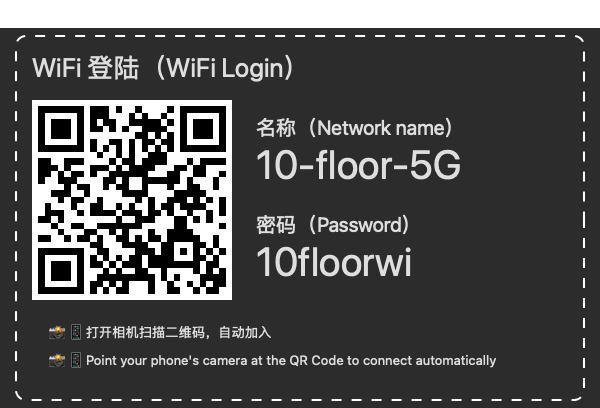 WiFi 登陆（WiFi Login）
名称（Network name）
10-floor-5G
密码（Password）
10floorwi
📸📱打开相机扫描二维码，自动加入
📸📱Point your phone's camera at the QR Code to connect automatically